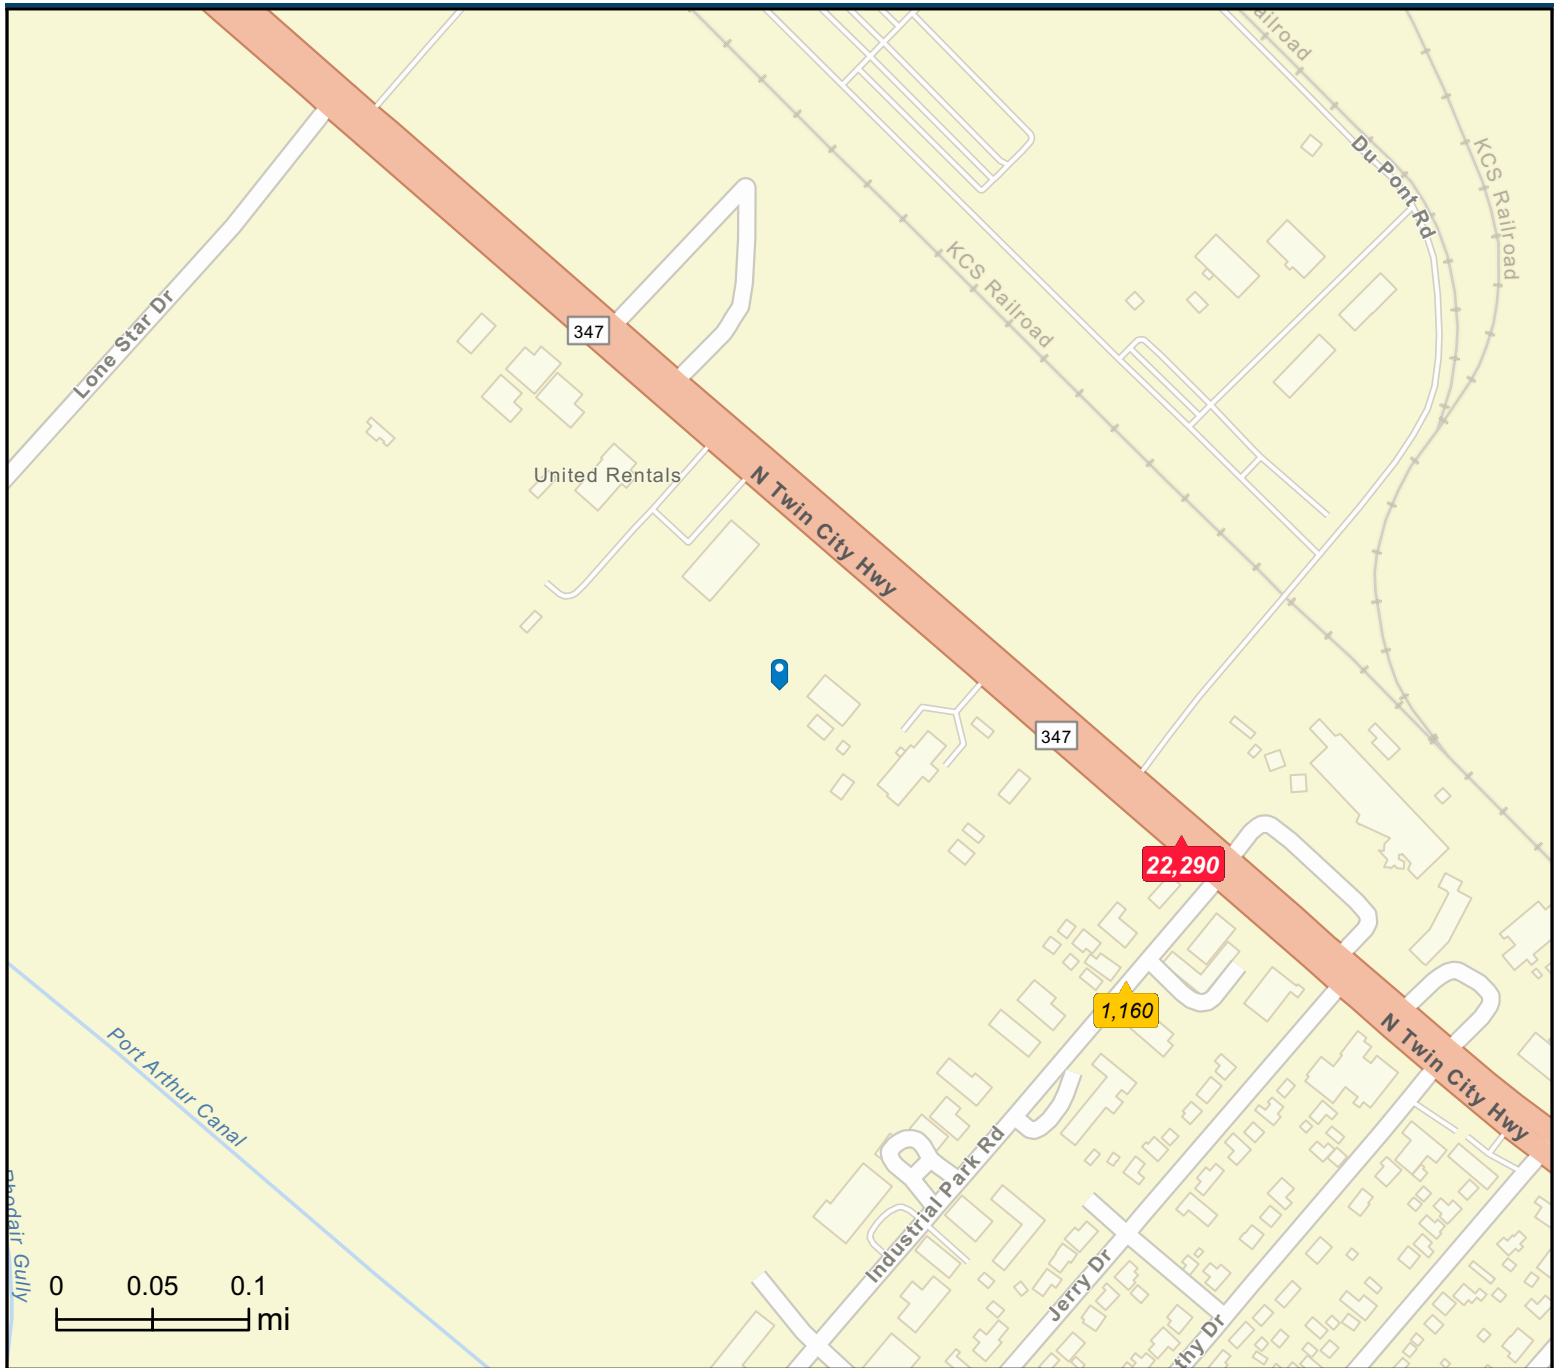 Du Pont Rd
KCS Railroad
KCS Railroad
Lone Star Dr
347
United Rentals
N Twin City Hwy
347
22,290
1,160
N Twin City Hwy
Port Arthur Canal
Gully
Industrial Park Rd
Jerry Dr
Dr
0 0.05 0.1
mi